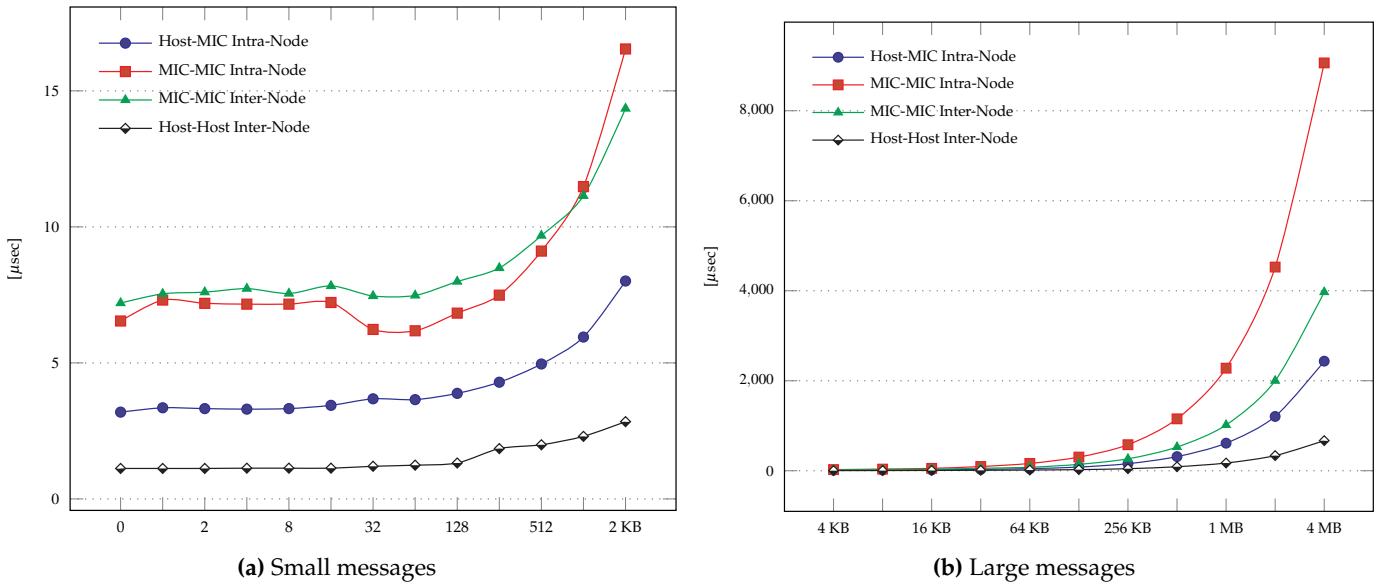 Host-MIC Intra-Node
MIC-MIC Intra-Node
MIC-MIC Inter-Node
Host-Host Inter-Node
15
10
5
0
[µsec]
0 2 8 32 128 512 2 KB
(a) Small messages
Host-MIC Intra-Node
MIC-MIC Intra-Node
MIC-MIC Inter-Node
Host-Host Inter-Node
8,000
6,000
4,000
2,000
0
[µsec]
4 KB 16 KB 64 KB 256 KB 1 MB 4 MB
(b) Large messages